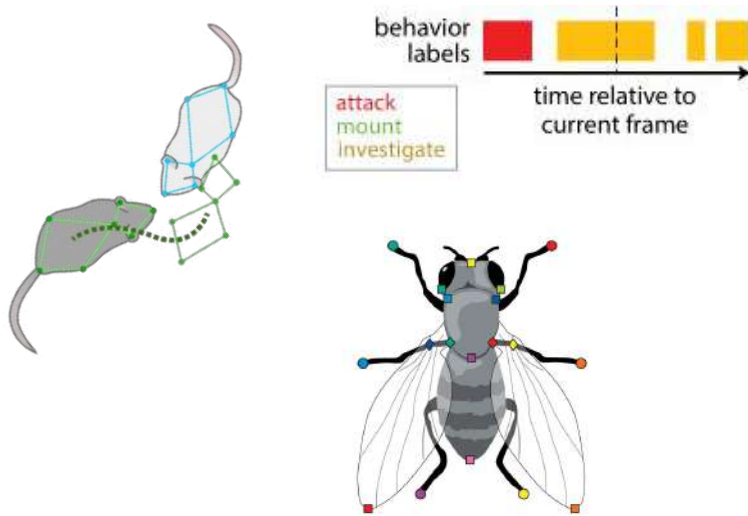 behavior
labels
time relative to
current frame
attack
mount
investigate